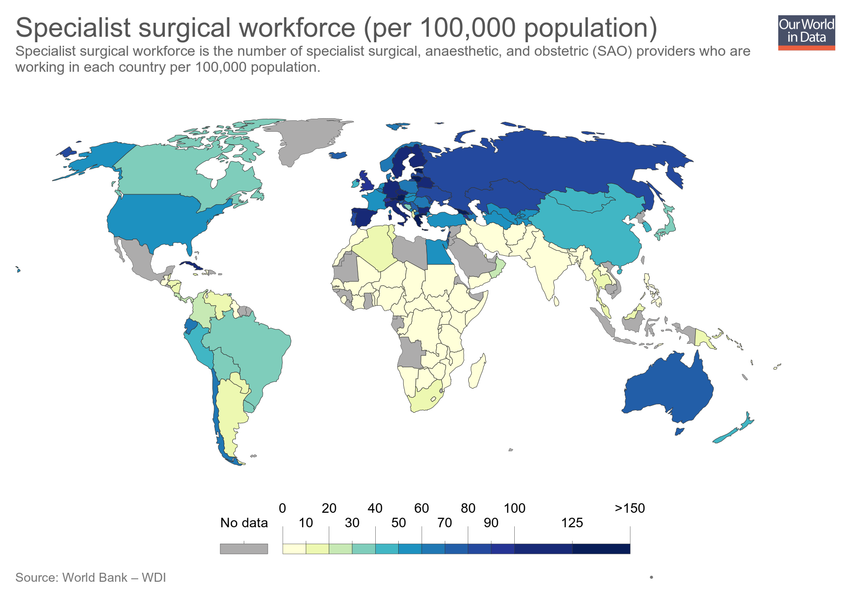 Specialist surgical workforce (per 100,000 population)
Our World
in Data
Specialist surgical workforce is the number of specialist surgical, anaesthetic, and obstetric (SAO) providers who are
working in each country per 100,000 population.
0 20 40 60 80 100 >150
No data 10 30 50 70 90 125
Source: World Bank – WDI